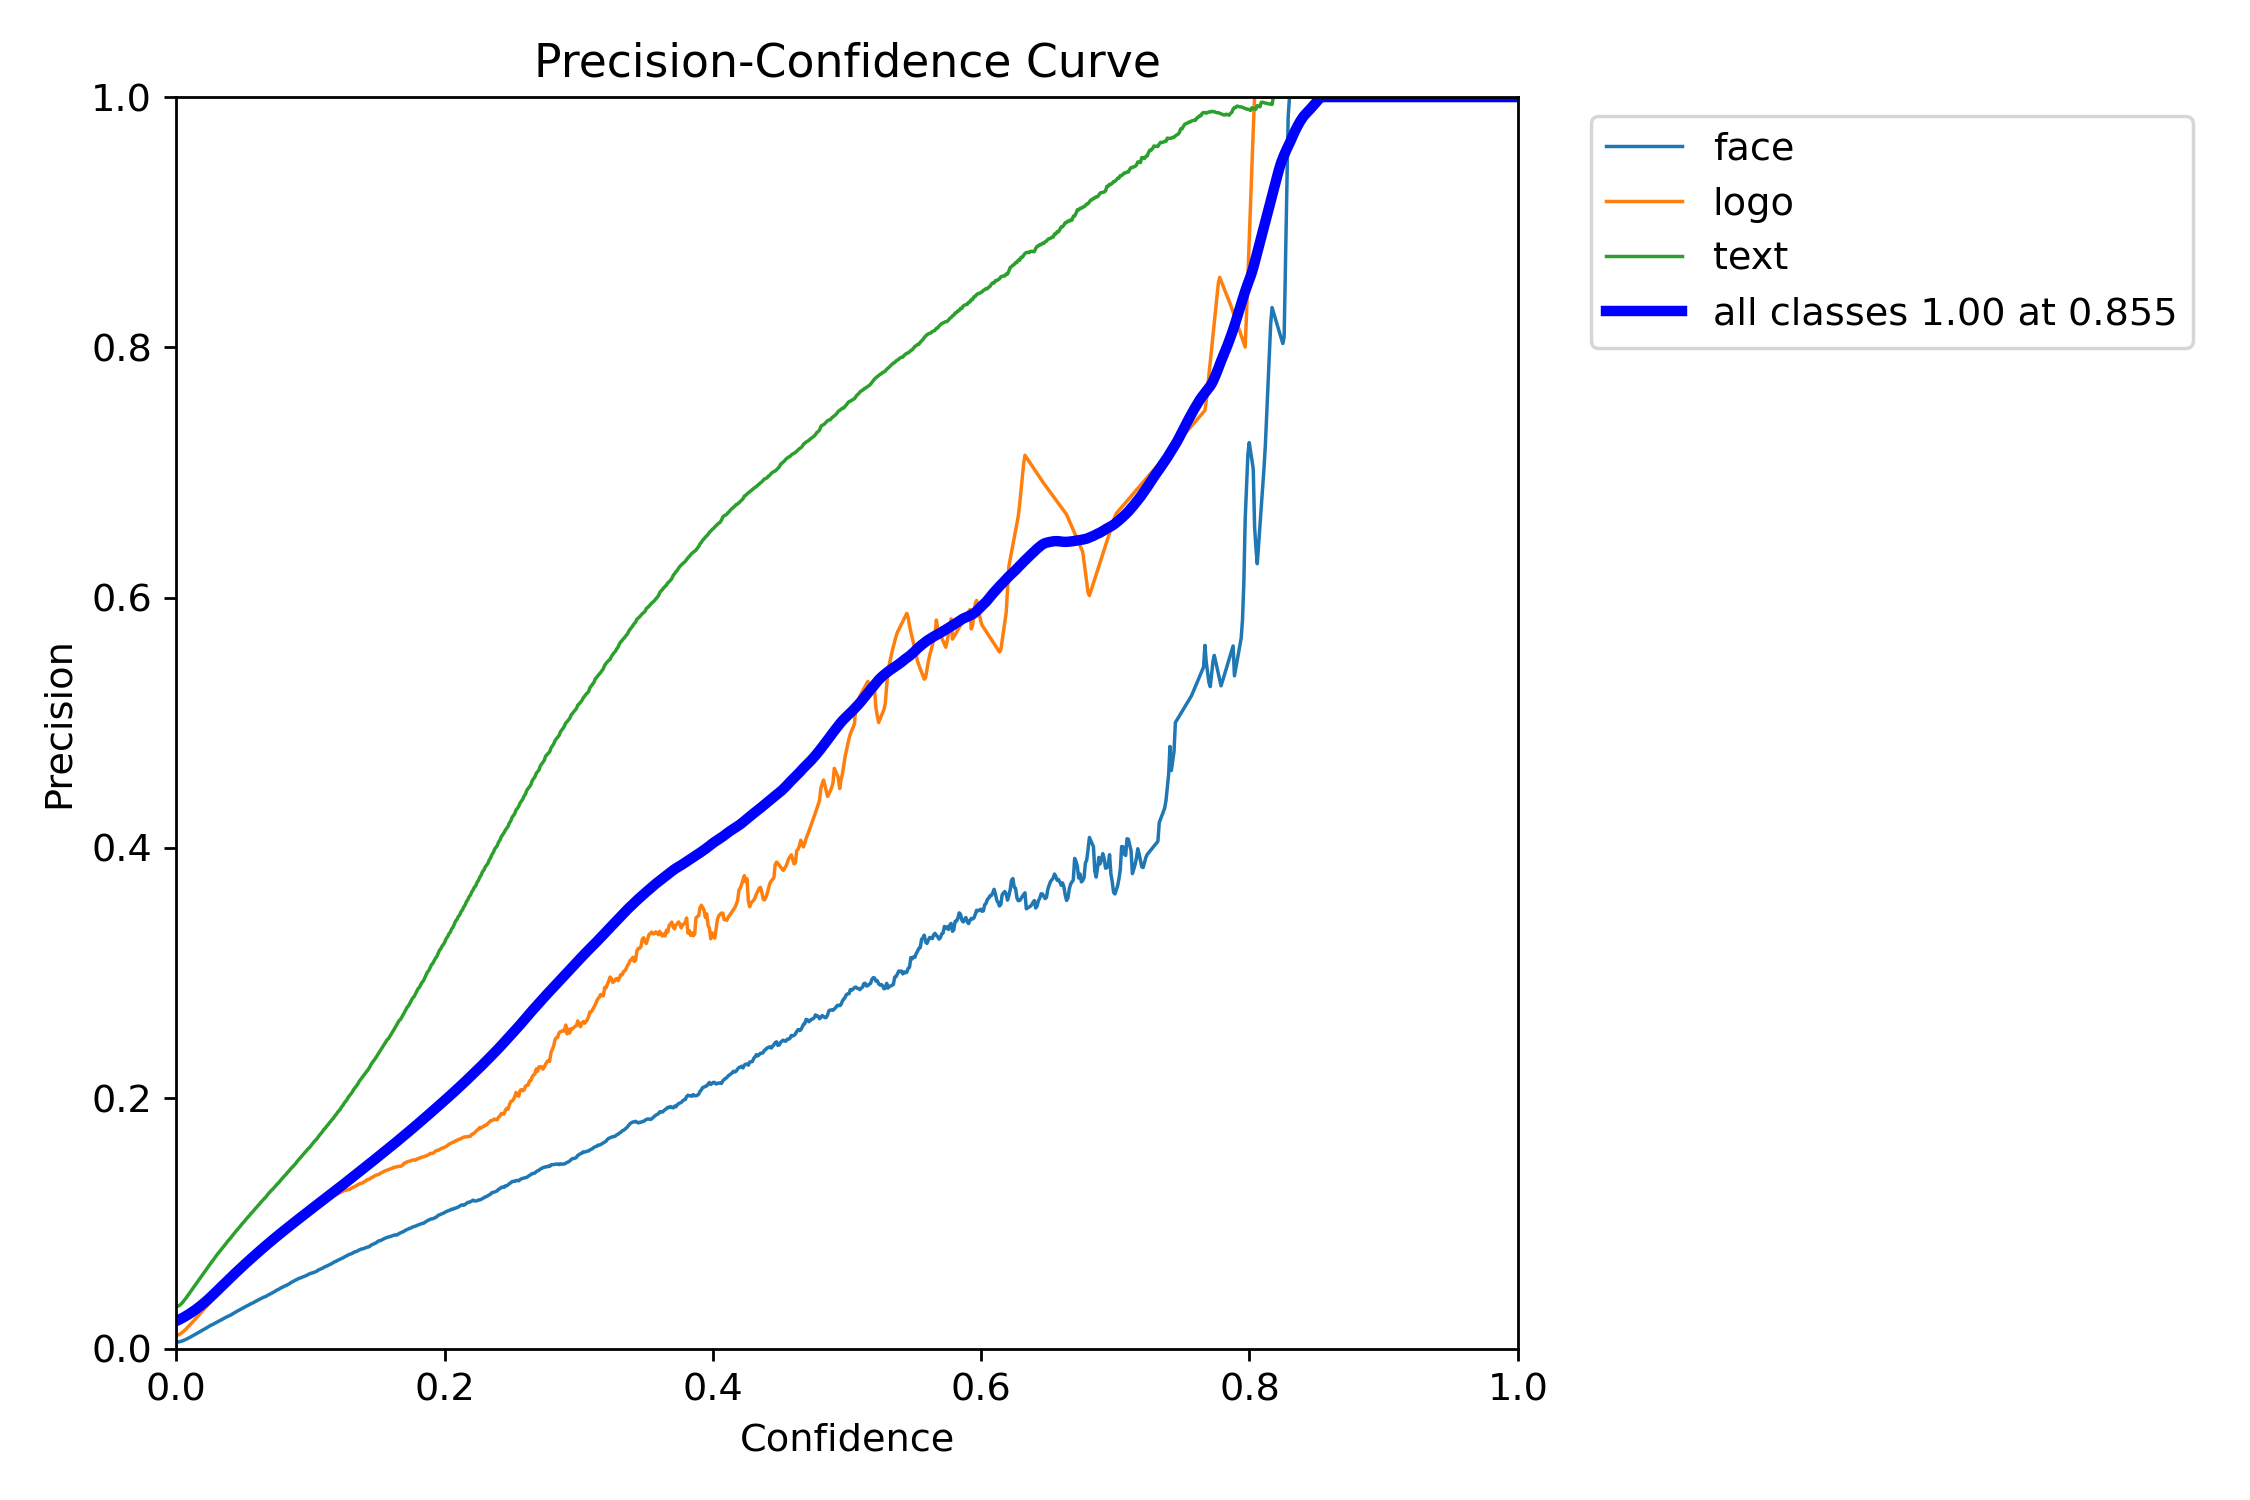 Precision-Confidence Curve
1.0
0.8
0.6
0.4
0.2
0.0
Precision
0.0 0.2 0.4 0.6 0.8 1.0
Confidence
face
logo
text
all classes 1.00 at 0.855